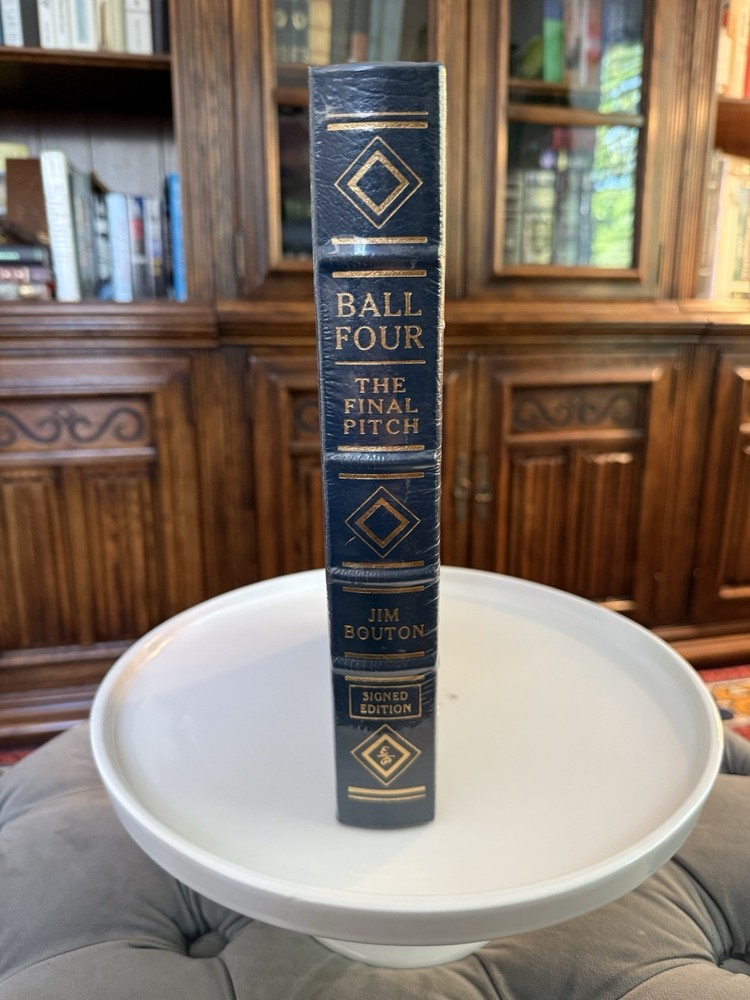 BALL
FOUR
THE
FINAL
PITCH
JIM
BOUTON
SIGNED
EDITION